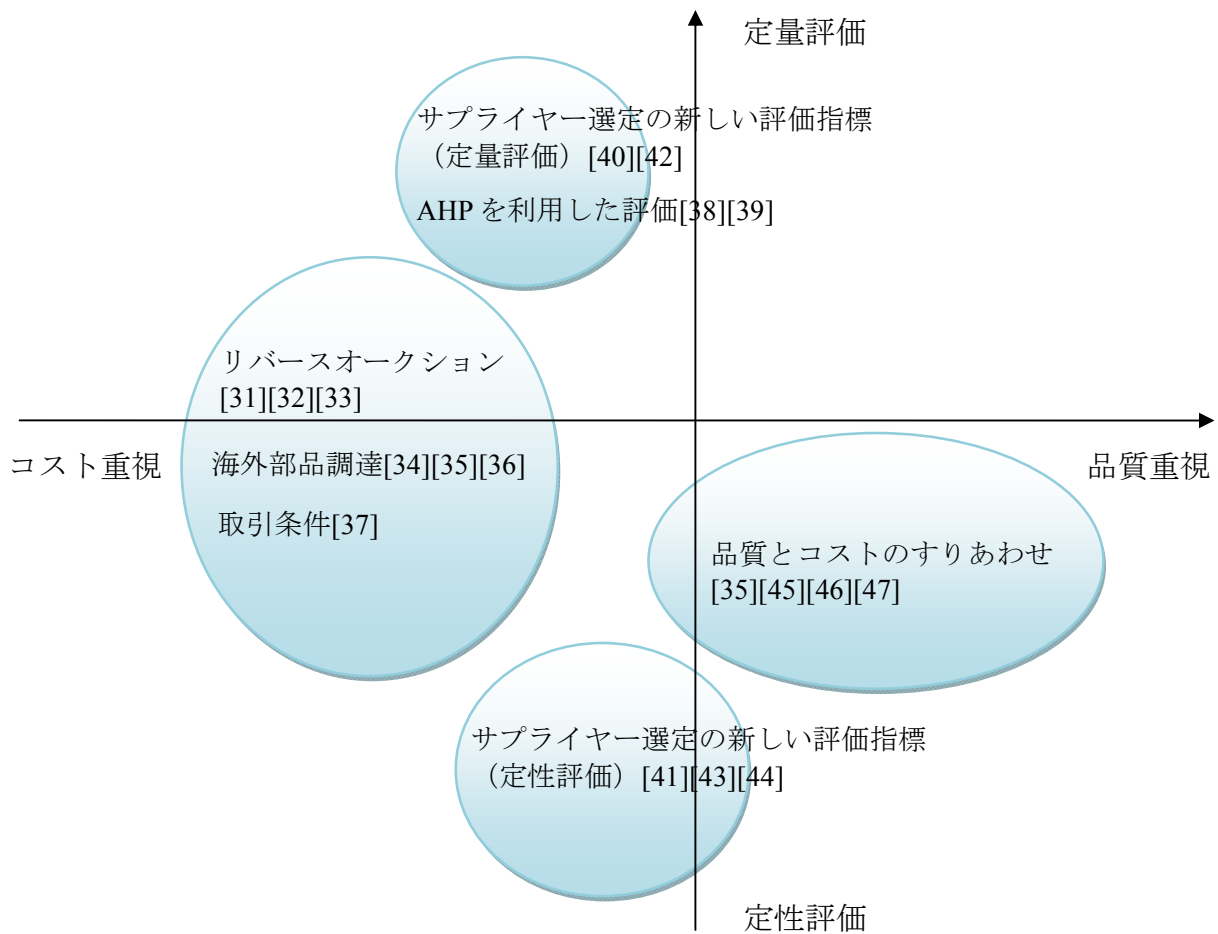 定量評価
サプライヤー選定の新しい評価指標
（定量評価）[40][42]
AHP を利用した評価[38][39]
リバースオークション
[31][32][33]
コスト重視
海外部品調達[34][35][36]
品質重視
取引条件[37]
品質とコストのすりあわせ
[35][45][46][47]
サプライヤー選定の新しい評価指標
（定性評価）[41][43][44]
定性評価